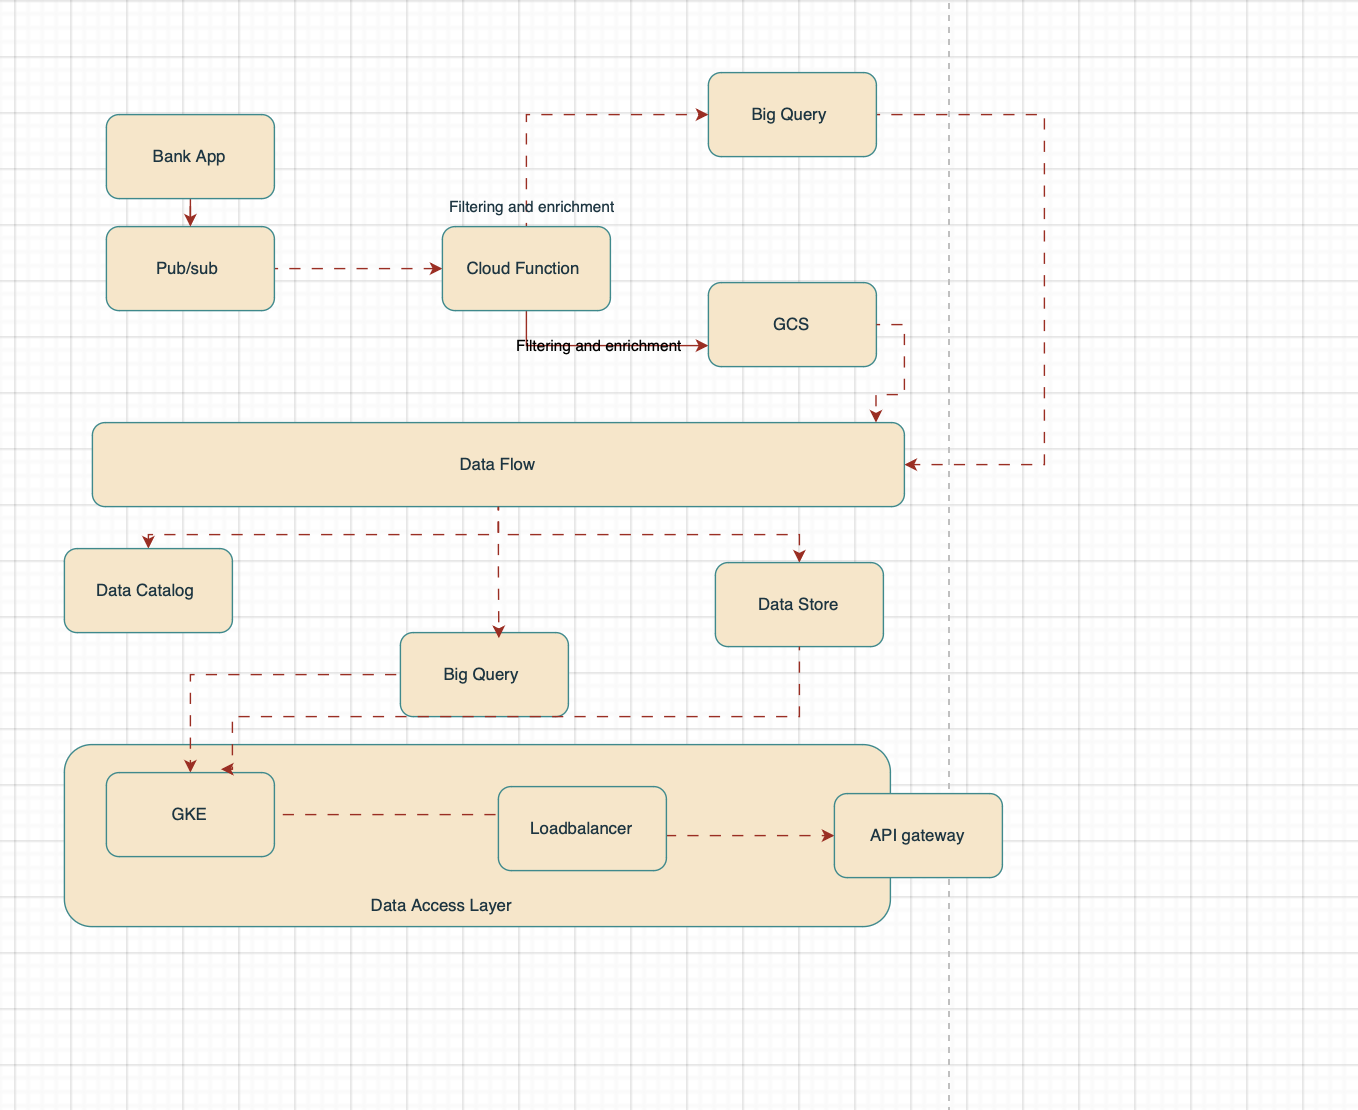 Big Query
Bank App
Filtering and enrichment
Pub/sub
Cloud Function
GCS
Filtering and enrichment
Data Flow
Data Catalog
Data Store
Big Query
GKE
Loadbalancer
API gateway
Data Access Layer